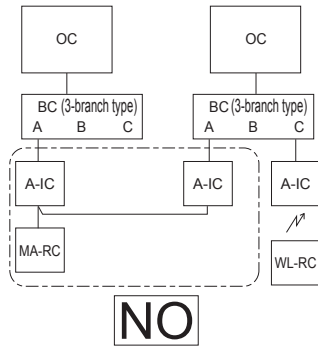 OC OC
BC (3-branch type) BC (3-branch type)
A B C A B C
A-IC A-IC A-IC
MA-RC WL-RC
NO